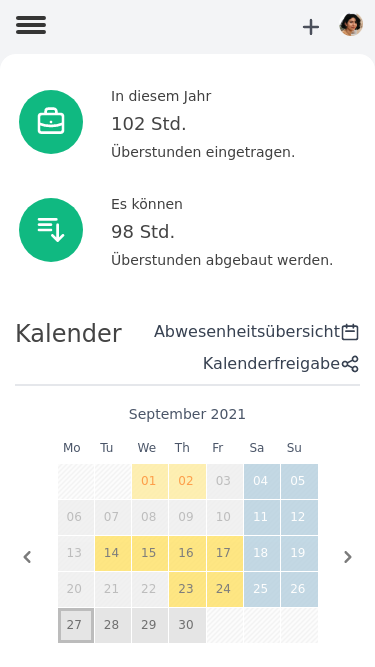 In diesem Jahr
102 Std.
Überstunden eingetragen.
Es können
98 Std.
Überstunden abgebaut werden.
Kalender
Abwesenheitsübersicht
Kalenderfreigabe
September 2021
Mo Tu We Th Fr Sa Su
01 02 03 04 05
06 07 08 09 10 11 12
13 14 15 16 17 18 19
20 21 22 23 24 25 26
27 28 29 30